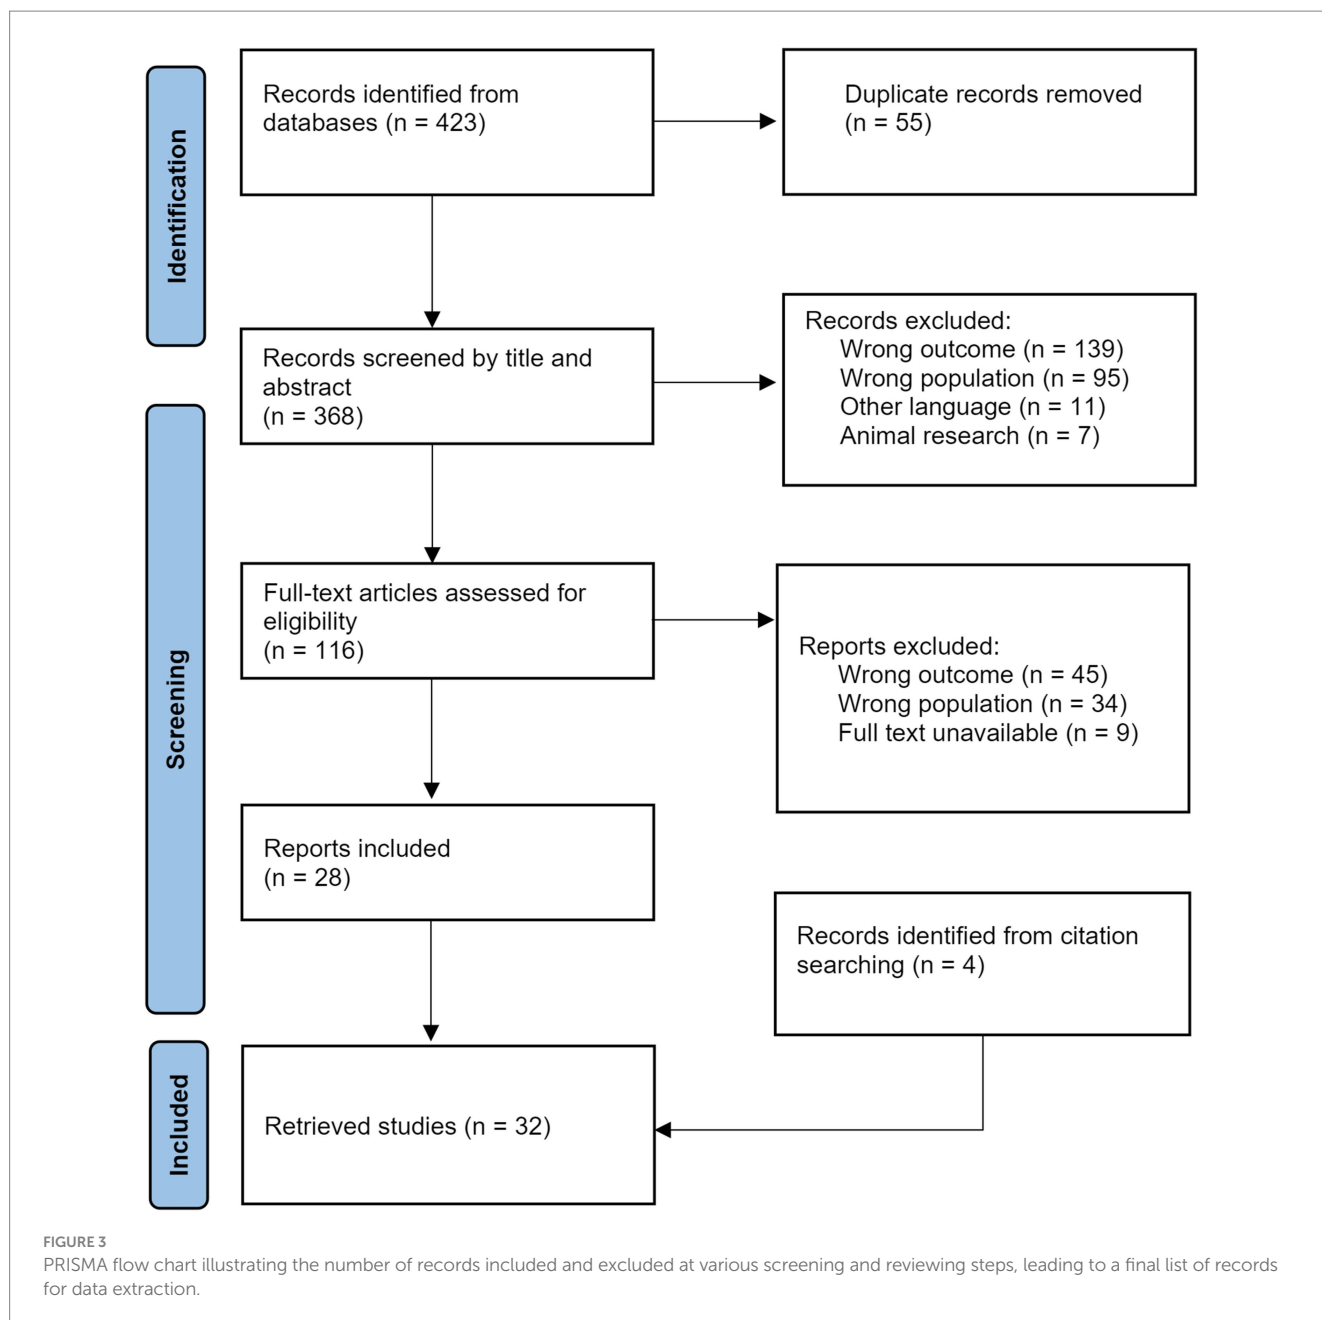 Identification
Records identified from
databases (n = 423)
Duplicate records removed
(n = 55)
Records screened by title and
abstract
(n = 368)
Records excluded:
Wrong outcome (n = 139)
Wrong population (n = 95)
Other language (n = 11)
Animal research (n = 7)
Screening
Full-text articles assessed for
eligibility
(n = 116)
Reports excluded:
Wrong outcome (n = 45)
Wrong population (n = 34)
Full text unavailable (n = 9)
Reports included
(n = 28)
Records identified from citation
searching (n = 4)
Included
Retrieved studies (n = 32)
FIGURE 3
PRISMA flow chart illustrating the number of records included and excluded at various screening and reviewing steps, leading to a final list of records
for data extraction.